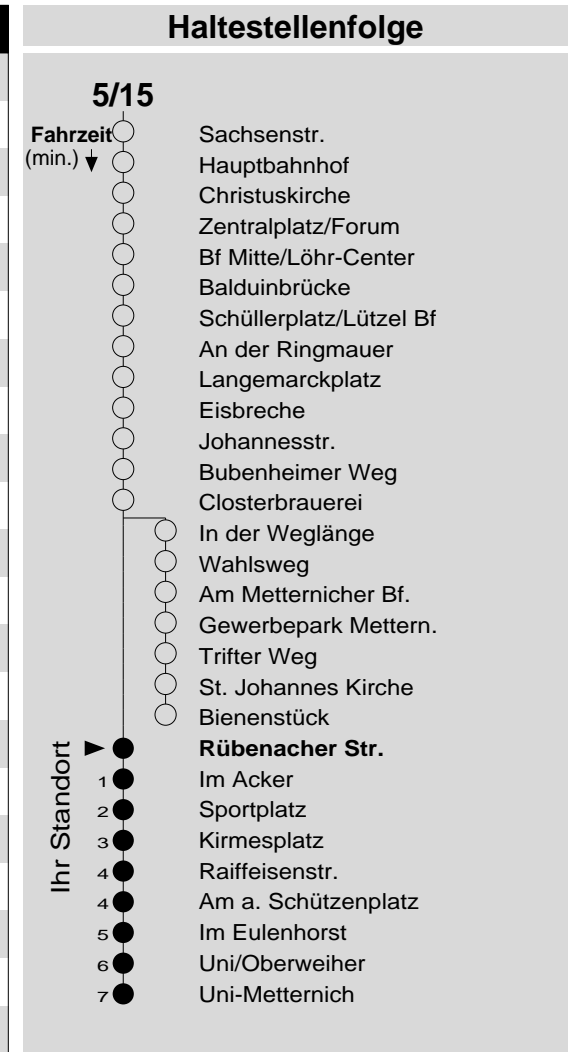 Haltestellenfolge
5/15
Fahrzeit Sachsenstr.
(min.) Hauptbahnhof
Christuskirche
Zentralplatz/Forum
Bf Mitte/Löhr-Center
Balduinbrücke
Schüllerplatz/Lützel Bf
An der Ringmauer
Langemarckplatz
Eisbreche
Johannesstr.
Bubenheimer Weg
Closterbrauerei
In der Weglänge
Wahlsweg
Am Metternicher Bf.
Gewerbepark Mettern.
Trifter Weg
St. Johannes Kirche
Bienenstück
Ihr Standort
Rübenacher Str.
1 Im Acker
2 Sportplatz
3 Kirmesplatz
4 Raiffeisenstr.
4 Am a. Schützenplatz
5 Im Eulenhorst
6 Uni/Oberweiher
7 Uni-Metternich